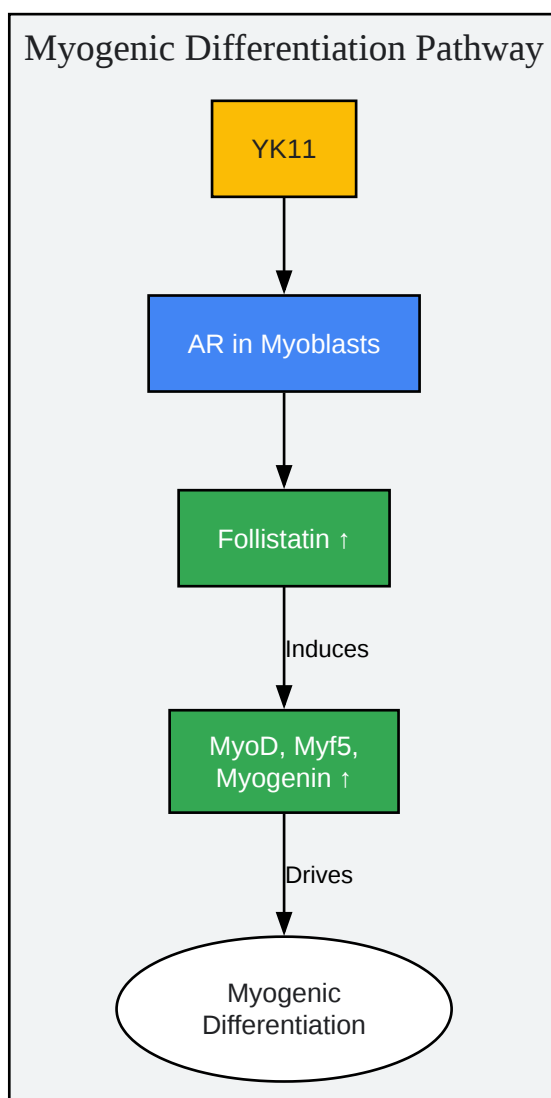 Myogenic Differentiation Pathway
YK11
AR in Myoblasts
Follistatin ↑
Induces
MyoD, Myf5,
Myogenin ↑
Drives
Myogenic
Differentiation